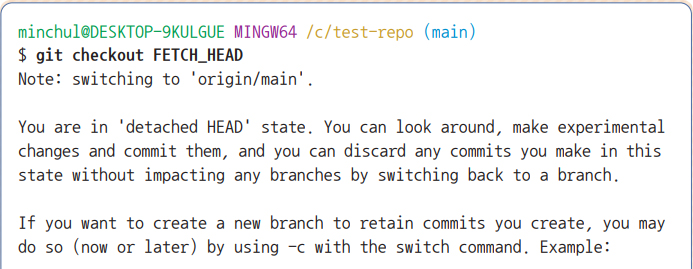 minchul@DESKTOP-9KULGUE MINGW64 /c/test-repo (main)
$ git checkout FETCH_HEAD
Note: switching to 'origin/main'.
You are in 'detached HEAD' state. You can look around, make experimental
changes and commit them, and you can discard any commits you make in this
state without impacting any branches by switching back to a branch.
If you want to create a new branch to retain commits you create, you may
do so (now or later) by using -c with the switch command. Example: